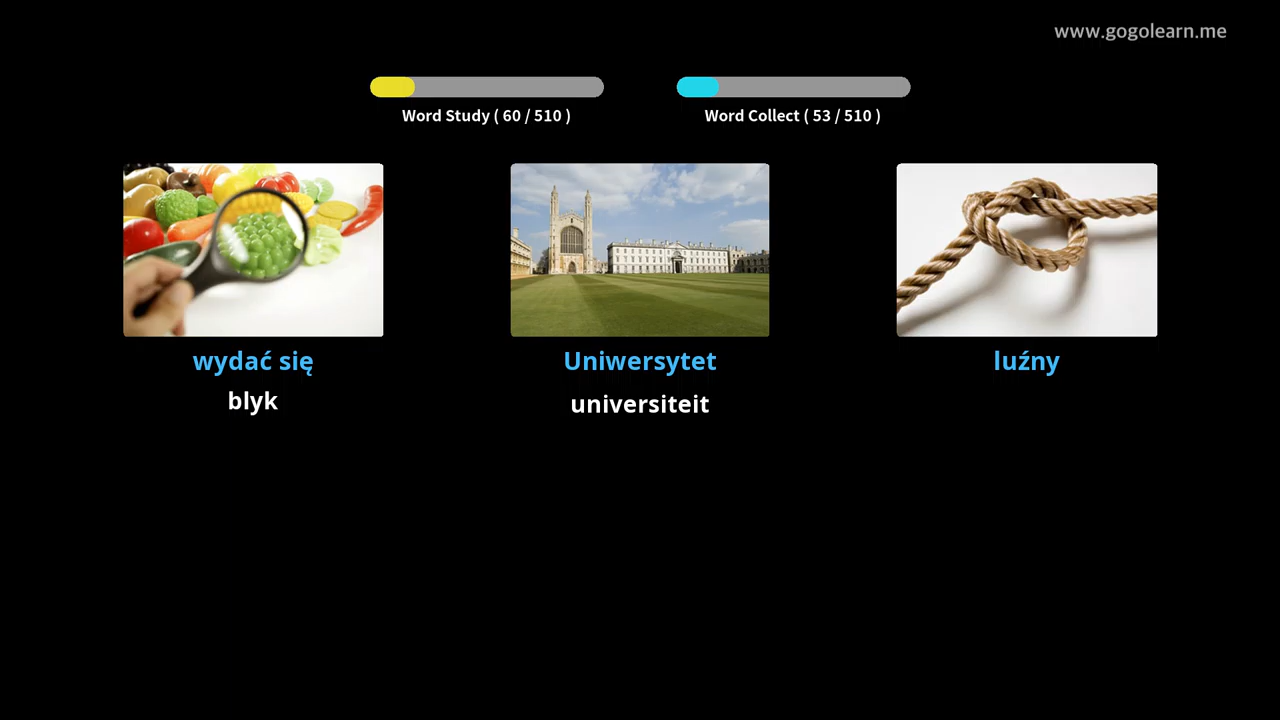 www.gogolearn.me
Word Study ( 60 / 510 )
Word Collect ( 53 / 510 )
wydać się
Uniwersytet
luźny
blyk
universiteit